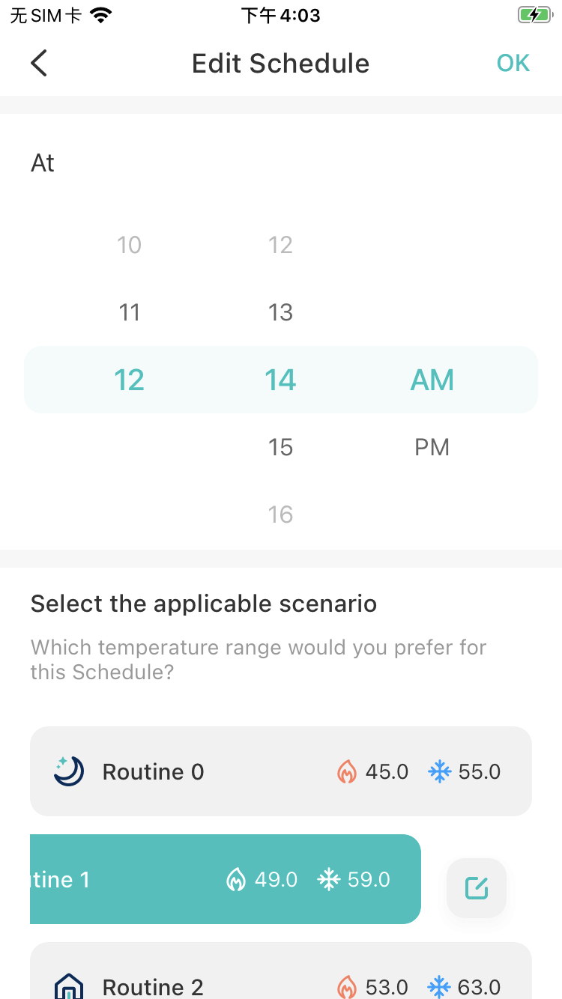 无SIM卡 下午4:03
Edit Schedule OK
At
10 12
11 13
12 14 AM
15 PM
16
Select the applicable scenario
Which temperature range would you prefer for
this Schedule?
Routine 0 45.0 55.0
tine 1 49.0 59.0
Routine 2 53.0 63.0